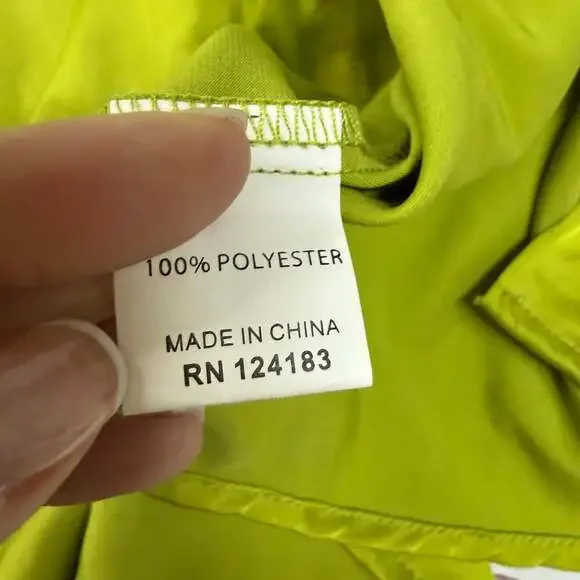 100% POLYESTER
MADE IN CHINA
RN 124183